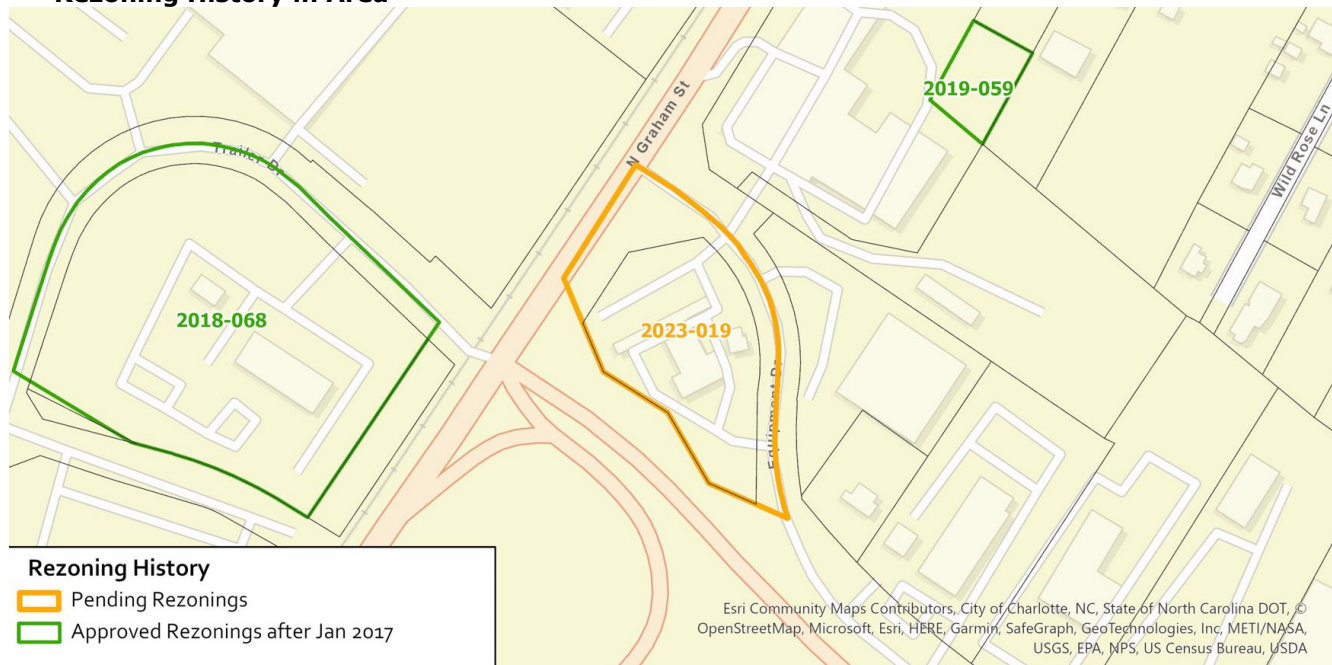 Rezoning History in Area
N Graham St
2019-059
Wild Rose Ln
Trailer Dr
2018-068
2023-019
Equipment Dr
Rezoning History
Pending Rezonings
Approved Rezonings after Jan 2017
Esri Community Maps Contributors, City of Charlotte, NC, State of North Carolina DOT, ©
OpenStreetMap, Microsoft, Esri, HERE, Garmin, SafeGraph, GeoTechnologies, Inc, METI/NASA,
USGS, EPA, NPS, US Census Bureau, USDA